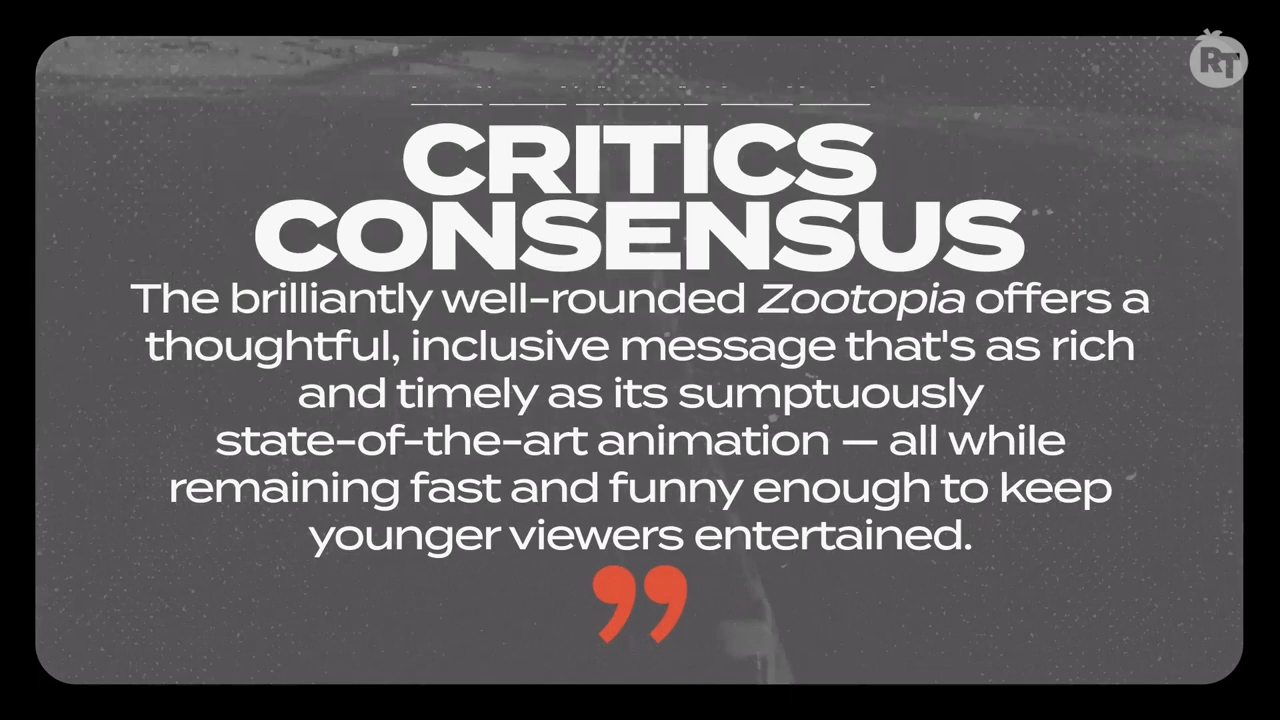 RT
CRITICS
CONSENSUS
The brilliantly well-rounded Zootopia offers a
thoughtful, inclusive message that's as rich
and timely as its sumptuously
state-of-the-art animation — all while
remaining fast and funny enough to keep
younger viewers entertained.
”